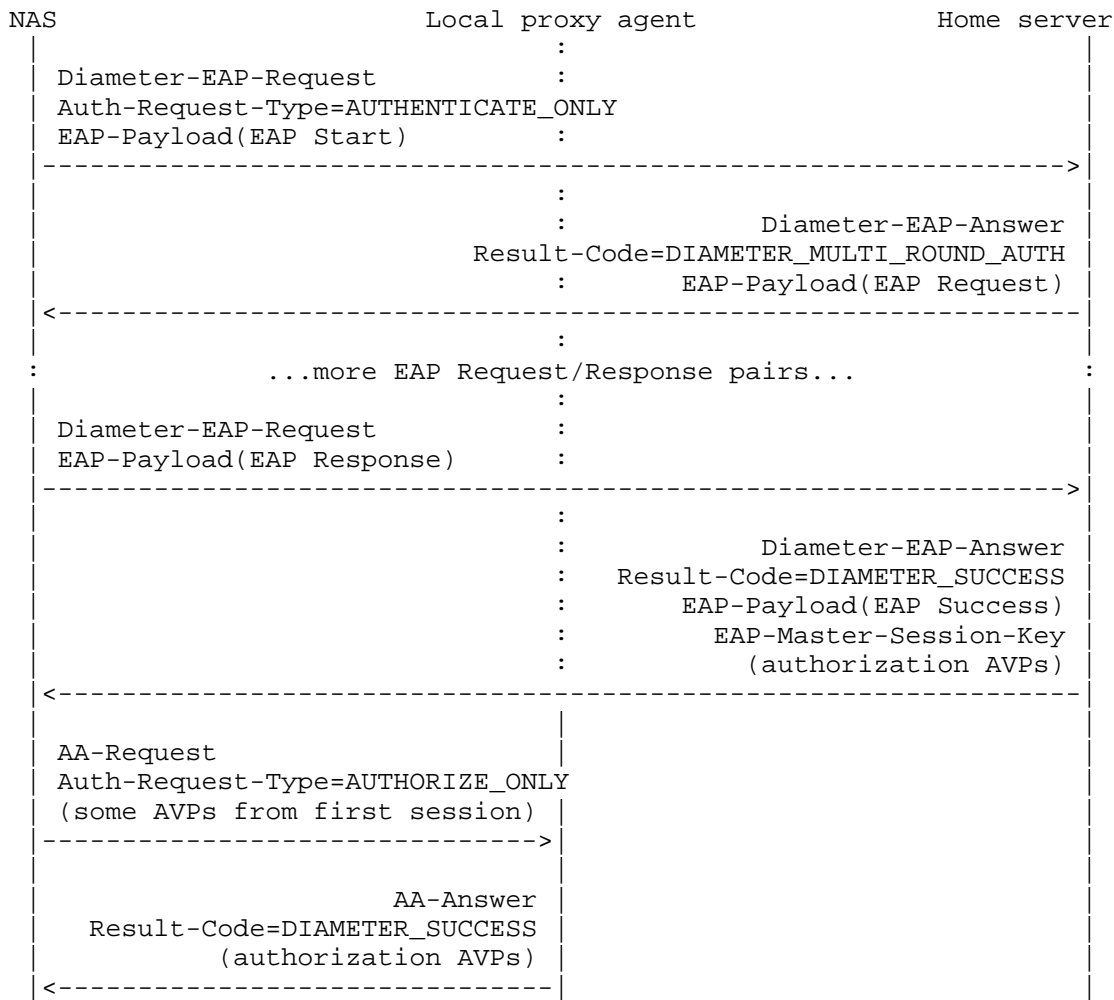 NAS Local proxy agent Home server
Diameter-EAP-Request
Auth-Request-Type=AUTHENTICATE_ONLY
EAP-Payload(EAP Start)
Diameter-EAP-Answer
Result-Code=DIAMETER_MULTI_ROUND_AUTH
EAP-Payload(EAP Request)
...more EAP Request/Response pairs...
Diameter-EAP-Request
EAP-Payload(EAP Response)
Diameter-EAP-Answer
Result-Code=DIAMETER_SUCCESS
EAP-Payload(EAP Success)
EAP-Master-Session-Key
(authorization AVPs)
AA-Request
Auth-Request-Type=AUTHORIZE_ONLY
(some AVPs from first session)
AA-Answer
Result-Code=DIAMETER_SUCCESS
(authorization AVPs)